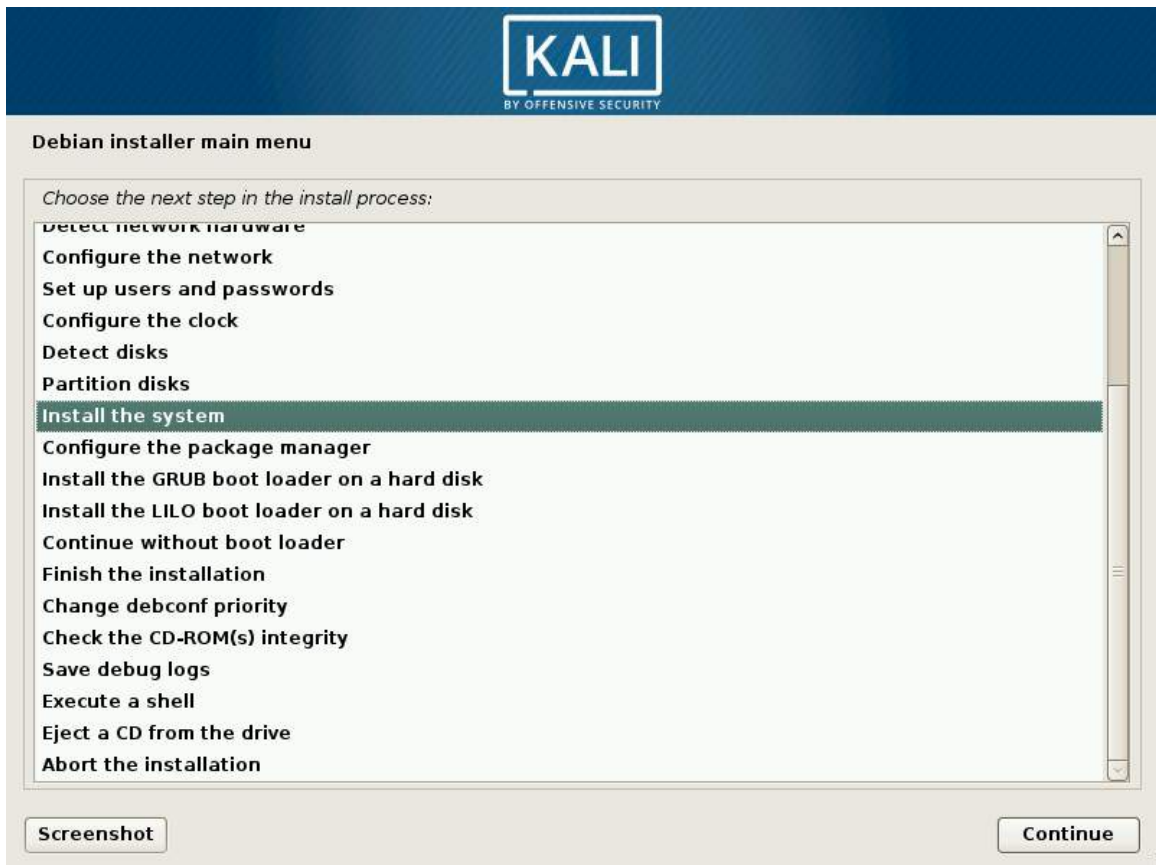 KALI
BY OFFENSIVE SECURITY
Debian installer main menu
Choose the next step in the install process:
Detect network hardware
Configure the network
Set up users and passwords
Configure the clock
Detect disks
Partition disks
Install the system
Configure the package manager
Install the GRUB boot loader on a hard disk
Install the LILO boot loader on a hard disk
Continue without boot loader
Finish the installation
Change debconf priority
Check the CD-ROM(s) integrity
Save debug logs
Execute a shell
Eject a CD from the drive
Abort the installation
Screenshot
Continue